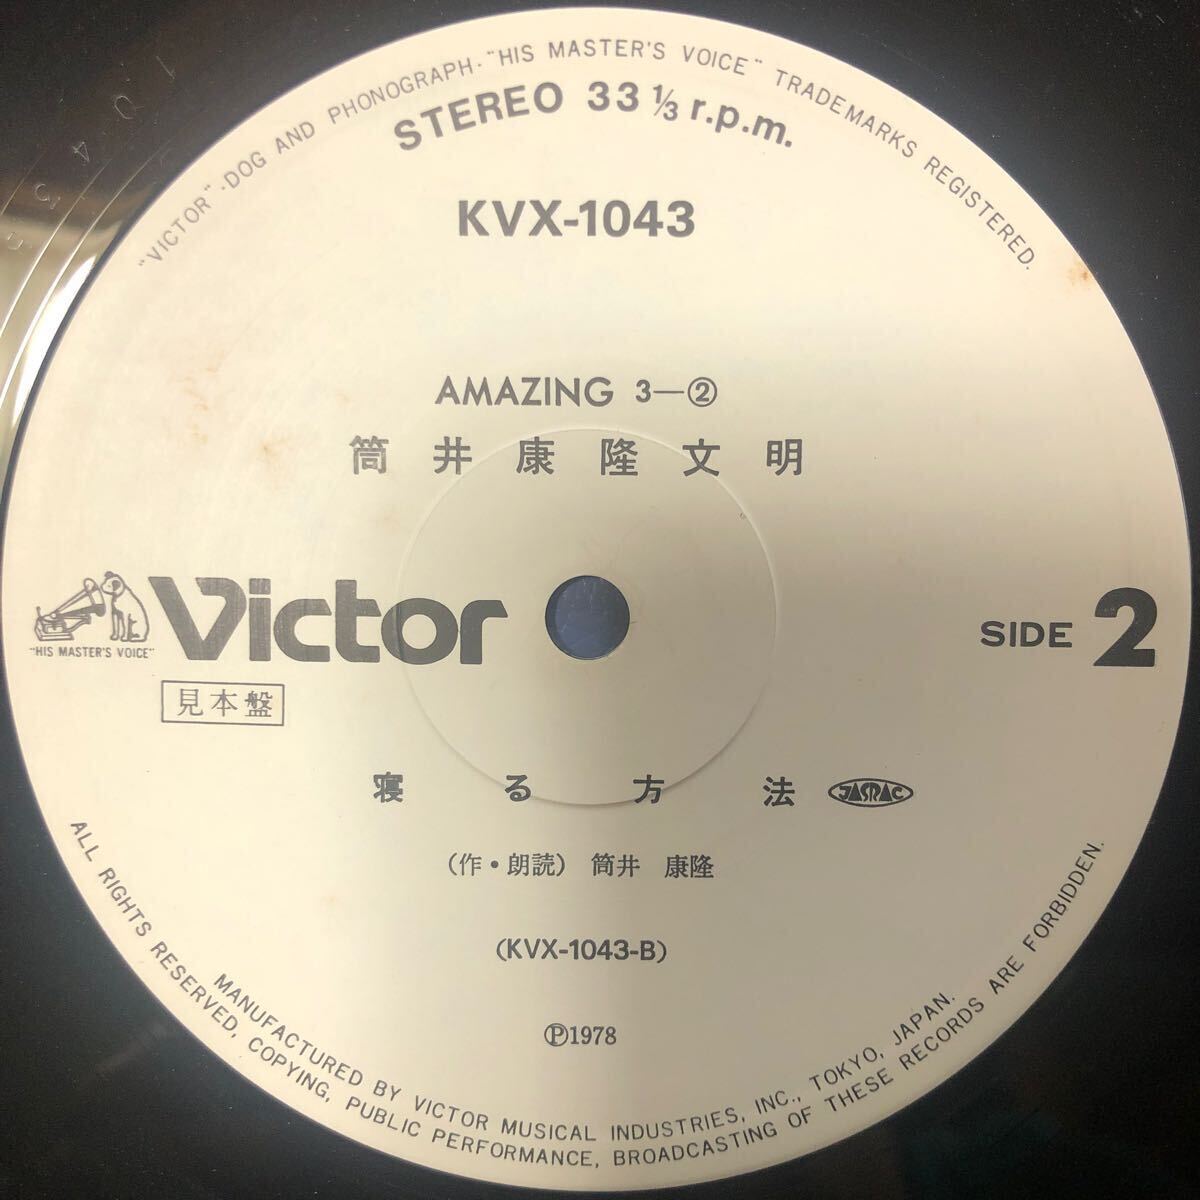 "VICTOR"-DOG AND PHONOGRAPH-"HIS MASTER'S VOICE" TRADEMARKS REGISTERED.
STEREO 33 1/3 r.p.m.
KVX-1043
AMAZING 3—②
筒井康隆文明
Victor
"HIS MASTER'S VOICE"
SIDE 2
見本盤
寝る方法 JASRAC
(作・朗読) 筒井 康隆
(KVX-1043-B)
Ⓟ1978
MANUFACTURED BY VICTOR MUSICAL INDUSTRIES, INC., TOKYO, JAPAN.
ALL RIGHTS RESERVED, COPYING, PUBLIC PERFORMANCE, BROADCASTING OF THESE RECORDS ARE FORBIDDEN.